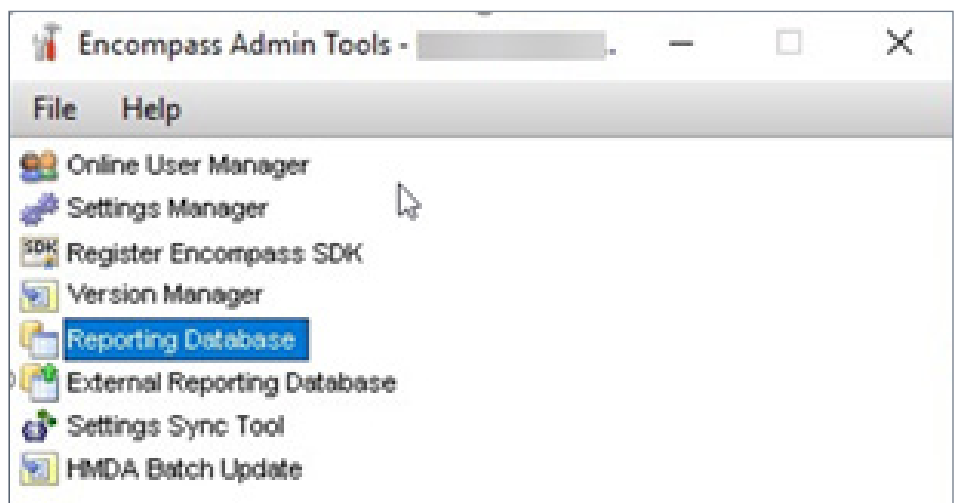 Encompass Admin Tools -
File Help
Online User Manager
Settings Manager
SDK Register Encompass SDK
Version Manager
Reporting Database
External Reporting Database
Settings Sync Tool
HMDA Batch Update